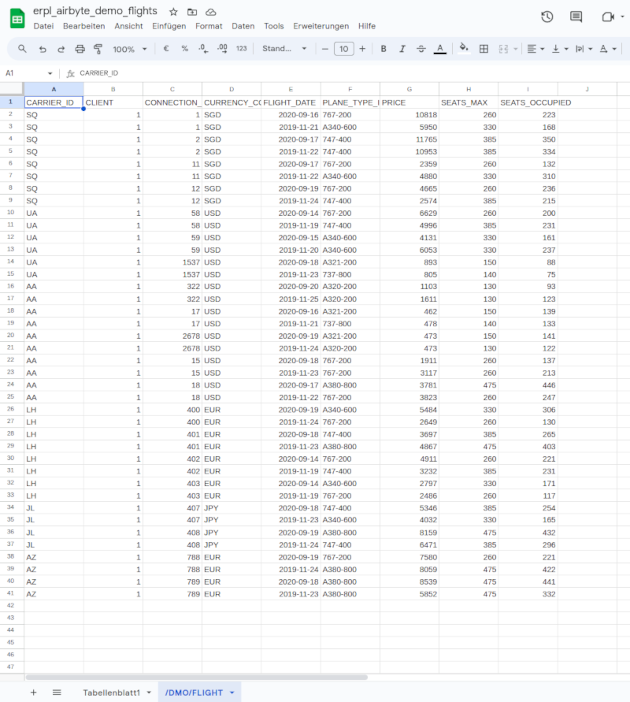 erpl_airbyte_demo_flights
Datei Bearbeiten Ansicht Einfügen Format Daten Tools Erweiterungen Hilfe
100% € % .0 .00 123 Stand... − 10 + B I S A
A1 fx CARRIER_ID
A B C D E F G H I J
1 CARRIER_ID CLIENT CONNECTION_ CURRENCY_CO FLIGHT_DATE PLANE_TYPE_I PRICE SEATS_MAX SEATS_OCCUPIED
2 SQ 1 1 SGD 2020-09-16 767-200 10818 260 223
3 SQ 1 1 SGD 2019-11-21 A340-600 5950 330 168
4 SQ 1 2 SGD 2020-09-17 747-400 11765 385 350
5 SQ 1 2 SGD 2019-11-22 747-400 10953 385 334
6 SQ 1 11 SGD 2020-09-17 767-200 2359 260 132
7 SQ 1 11 SGD 2019-11-22 A340-600 4880 330 310
8 SQ 1 12 SGD 2020-09-19 767-200 4665 260 236
9 SQ 1 12 SGD 2019-11-24 747-400 2574 385 215
10 UA 1 58 USD 2020-09-14 767-200 6629 260 200
11 UA 1 58 USD 2019-11-19 747-400 4996 385 231
12 UA 1 59 USD 2020-09-15 A340-600 4131 330 161
13 UA 1 59 USD 2019-11-20 A340-600 6053 330 237
14 UA 1 1537 USD 2020-09-18 A321-200 893 150 88
15 UA 1 1537 USD 2019-11-23 737-800 805 140 75
16 AA 1 322 USD 2020-09-20 A320-200 1103 130 93
17 AA 1 322 USD 2019-11-25 A320-200 1611 130 123
18 AA 1 17 USD 2020-09-16 A321-200 462 150 139
19 AA 1 17 USD 2019-11-21 737-800 478 140 133
20 AA 1 2678 USD 2020-09-19 A321-200 473 150 141
21 AA 1 2678 USD 2019-11-24 A320-200 473 130 122
22 AA 1 15 USD 2020-09-18 767-200 1911 260 137
23 AA 1 15 USD 2019-11-23 767-200 3117 260 213
24 AA 1 18 USD 2020-09-17 A380-800 3781 475 446
25 AA 1 18 USD 2019-11-22 767-200 3823 260 247
26 LH 1 400 EUR 2020-09-19 A340-600 5484 330 306
27 LH 1 400 EUR 2019-11-24 767-200 2649 260 130
28 LH 1 401 EUR 2020-09-18 747-400 3697 385 265
29 LH 1 401 EUR 2019-11-23 A380-800 4867 475 403
30 LH 1 402 EUR 2020-09-14 767-200 4911 260 221
31 LH 1 402 EUR 2019-11-19 747-400 3232 385 231
32 LH 1 403 EUR 2020-09-14 A340-600 2797 330 171
33 LH 1 403 EUR 2019-11-19 767-200 2486 260 117
34 JL 1 407 JPY 2020-09-18 747-400 5346 385 254
35 JL 1 407 JPY 2019-11-23 A340-600 4032 330 165
36 JL 1 408 JPY 2020-09-19 A380-800 8159 475 432
37 JL 1 408 JPY 2019-11-24 747-400 6471 385 296
38 AZ 1 788 EUR 2020-09-19 767-200 7580 260 221
39 AZ 1 788 EUR 2019-11-24 A380-800 8059 475 422
40 AZ 1 789 EUR 2020-09-18 A380-800 8539 475 441
41 AZ 1 789 EUR 2019-11-23 A380-800 5852 475 332
42
43
44
45
46
47
+ Tabellenblatt1 /DMO/FLIGHT